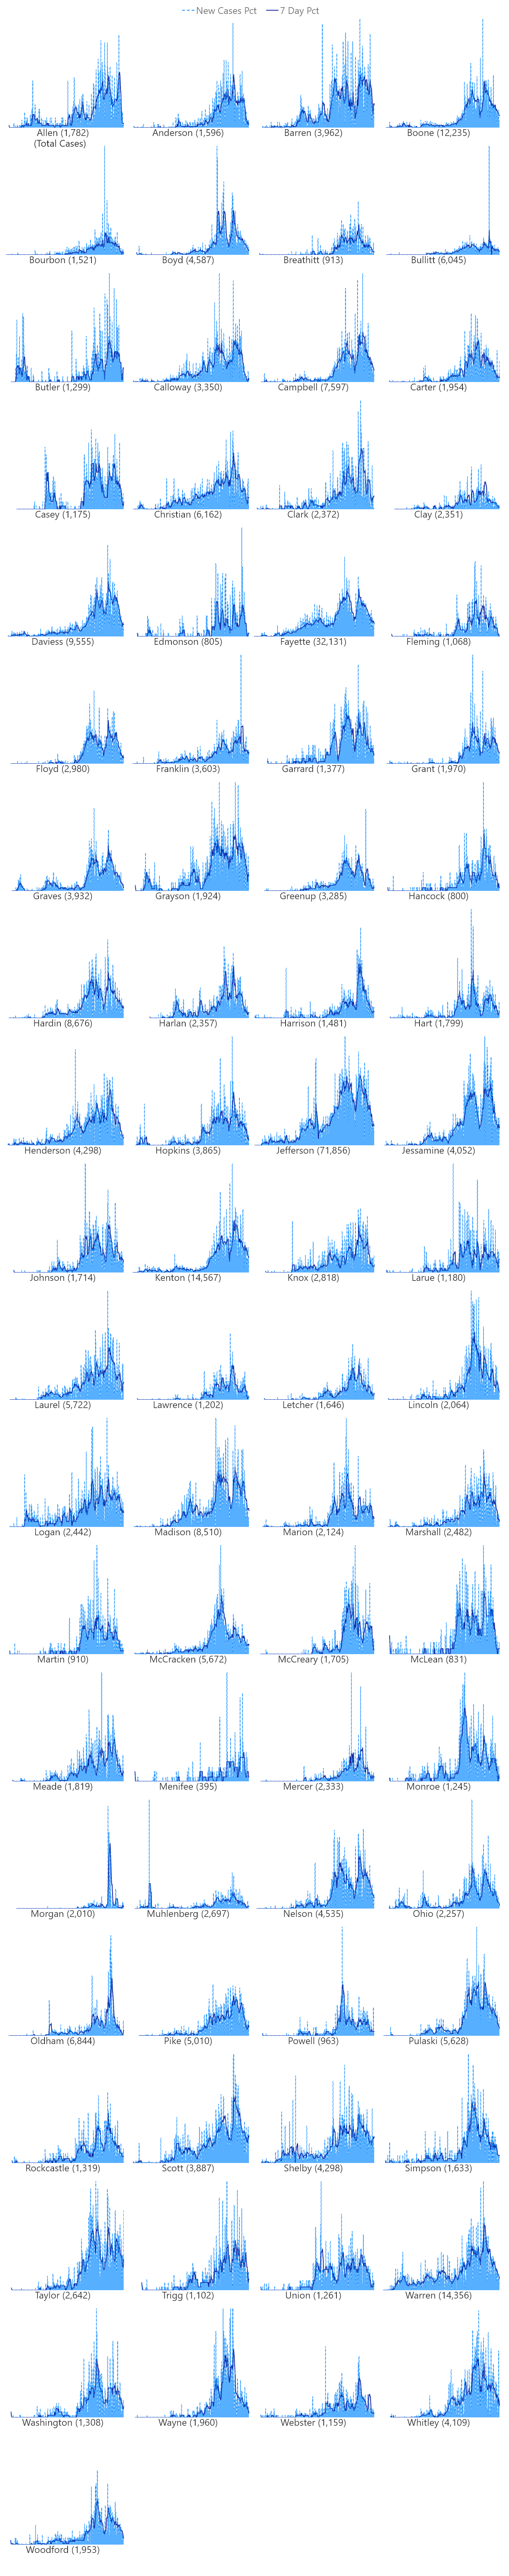 New Cases Pct 7 Day Pct
Allen (1,782) Anderson (1,596) Barren (3,962) Boone (12,235)
(Total Cases)
Bourbon (1,521) Boyd (4,587) Breathitt (913) Bullitt (6,045)
Butler (1,299) Calloway (3,350) Campbell (7,597) Carter (1,954)
Casey (1,175) Christian (6,162) Clark (2,372) Clay (2,351)
Daviess (9,555) Edmonson (805) Fayette (32,131) Fleming (1,068)
Floyd (2,980) Franklin (3,603) Garrard (1,377) Grant (1,970)
Graves (3,932) Grayson (1,924) Greenup (3,285) Hancock (800)
Hardin (8,676) Harlan (2,357) Harrison (1,481) Hart (1,799)
Henderson (4,298) Hopkins (3,865) Jefferson (71,856) Jessamine (4,052)
Johnson (1,714) Kenton (14,567) Knox (2,818) Larue (1,180)
Laurel (5,722) Lawrence (1,202) Letcher (1,646) Lincoln (2,064)
Logan (2,442) Madison (8,510) Marion (2,124) Marshall (2,482)
Martin (910) McCracken (5,672) McCreary (1,705) McLean (831)
Meade (1,819) Menifee (395) Mercer (2,333) Monroe (1,245)
Morgan (2,010) Muhlenberg (2,697) Nelson (4,535) Ohio (2,257)
Oldham (6,844) Pike (5,010) Powell (963) Pulaski (5,628)
Rockcastle (1,319) Scott (3,887) Shelby (4,298) Simpson (1,633)
Taylor (2,642) Trigg (1,102) Union (1,261) Warren (14,356)
Washington (1,308) Wayne (1,960) Webster (1,159) Whitley (4,109)
Woodford (1,953)